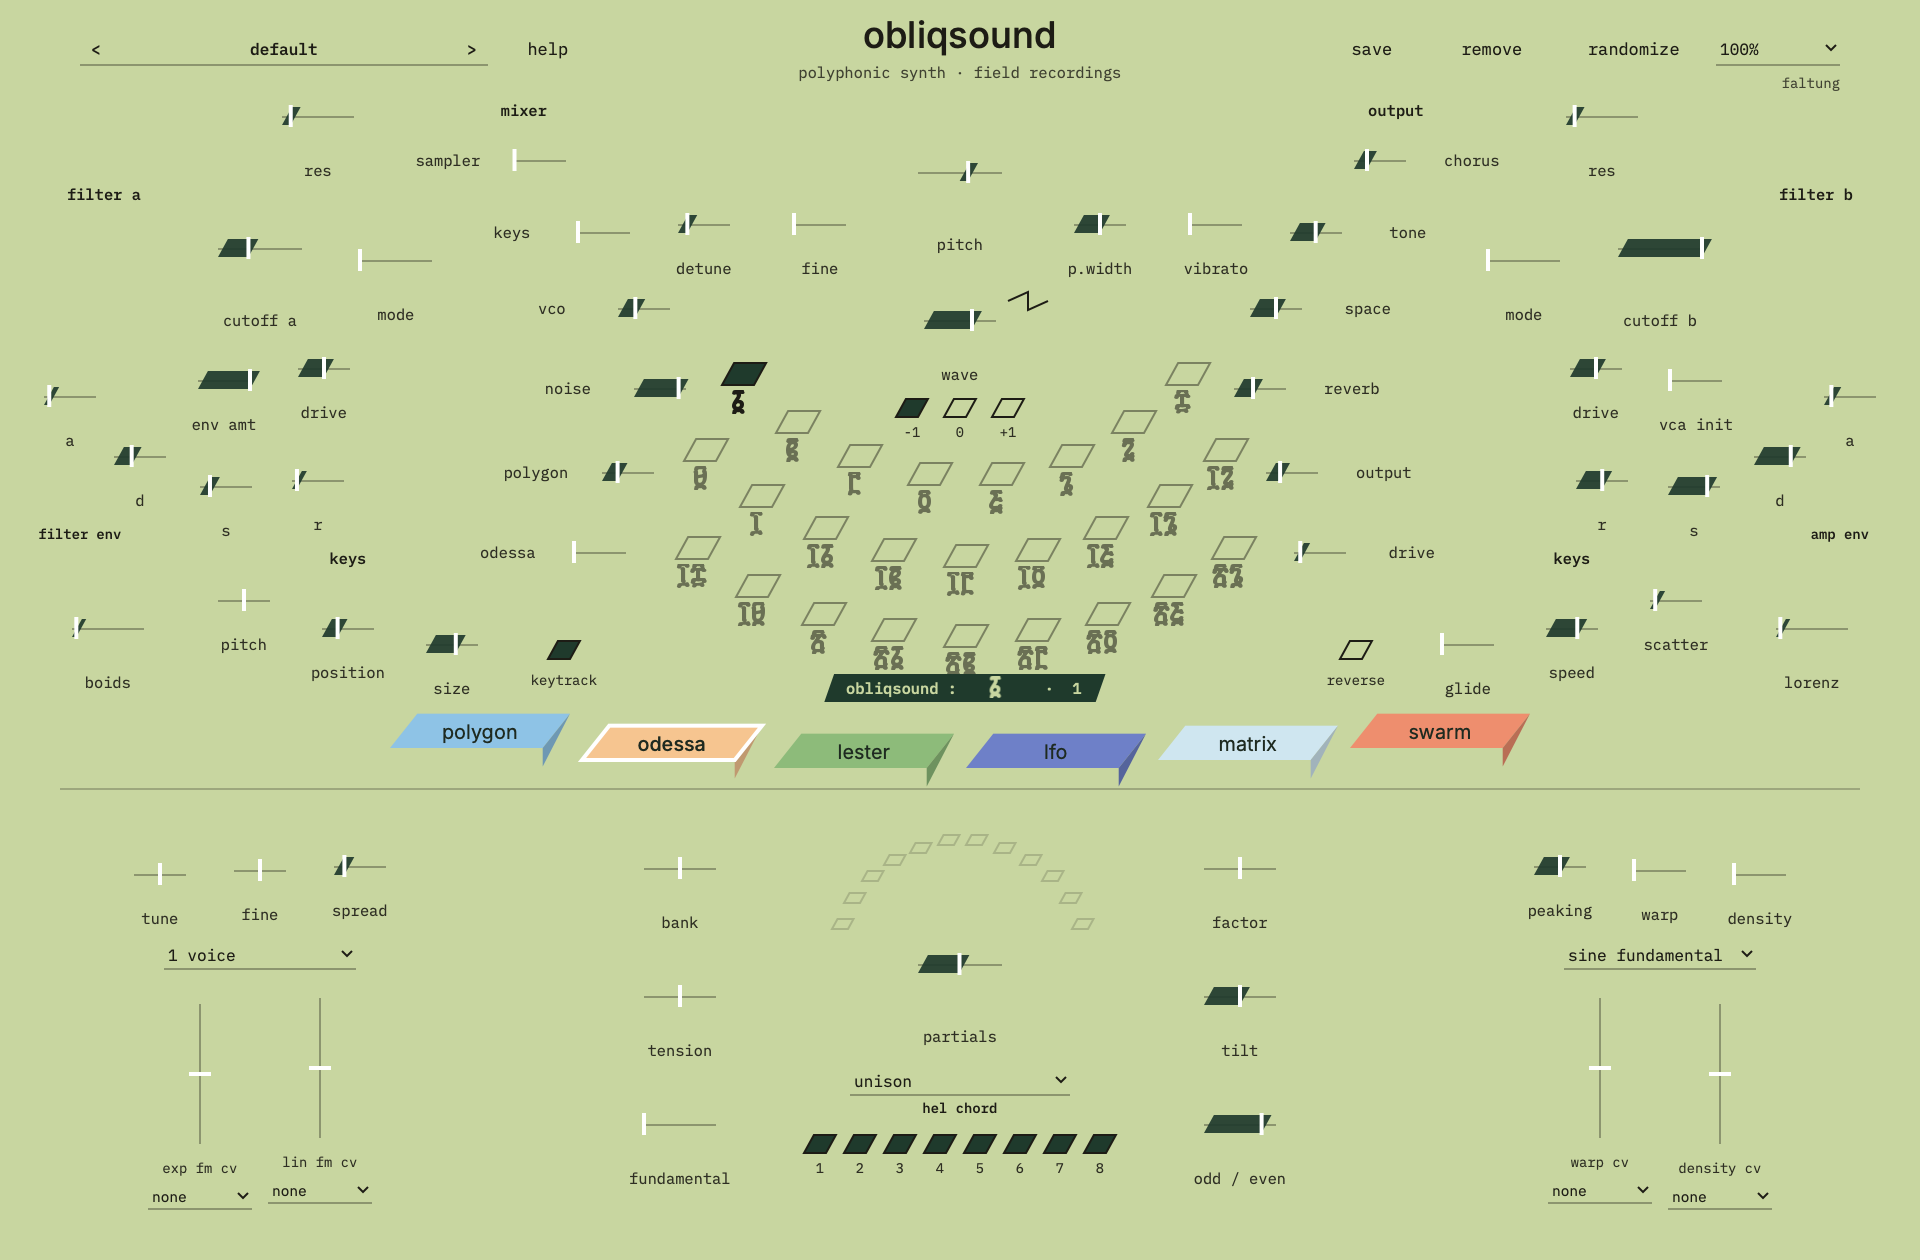 < default > help
obliqsound
polyphonic synth · field recordings
save remove randomize 100%
faltung
mixer
output
res
sampler
chorus
res
filter a
filter b
keys
detune
fine
pitch
p.width
vibrato
tone
cutoff a
mode
vco
wave
space
mode
cutoff b
a
env amt
drive
noise
-1 0 +1
reverb
drive
vca init
a
d
s
r
polygon
output
r
s
d
filter env
keys
odessa
drive
keys
amp env
boids
pitch
position
size
keytrack
obliqsound : · 1
reverse
glide
speed
scatter
lorenz
polygon
odessa
lester
lfo
matrix
swarm
tune
fine
spread
bank
factor
peaking
warp
density
1 voice
sine fundamental
tension
partials
tilt
unison
hel chord
1 2 3 4 5 6 7 8
fundamental
odd / even
exp fm cv
lin fm cv
warp cv
density cv
none
none
none
none